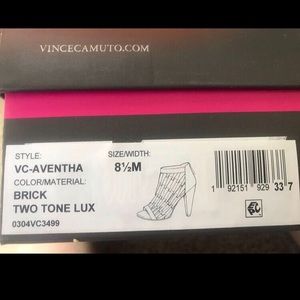 VINCECAMUTO.COM
STYLE: SIZE/WIDTH:
VC-AVENTHA 8½M
COLOR/MATERIAL:
BRICK
TWO TONE LUX
0304VC3499
1 92151 929 33 7